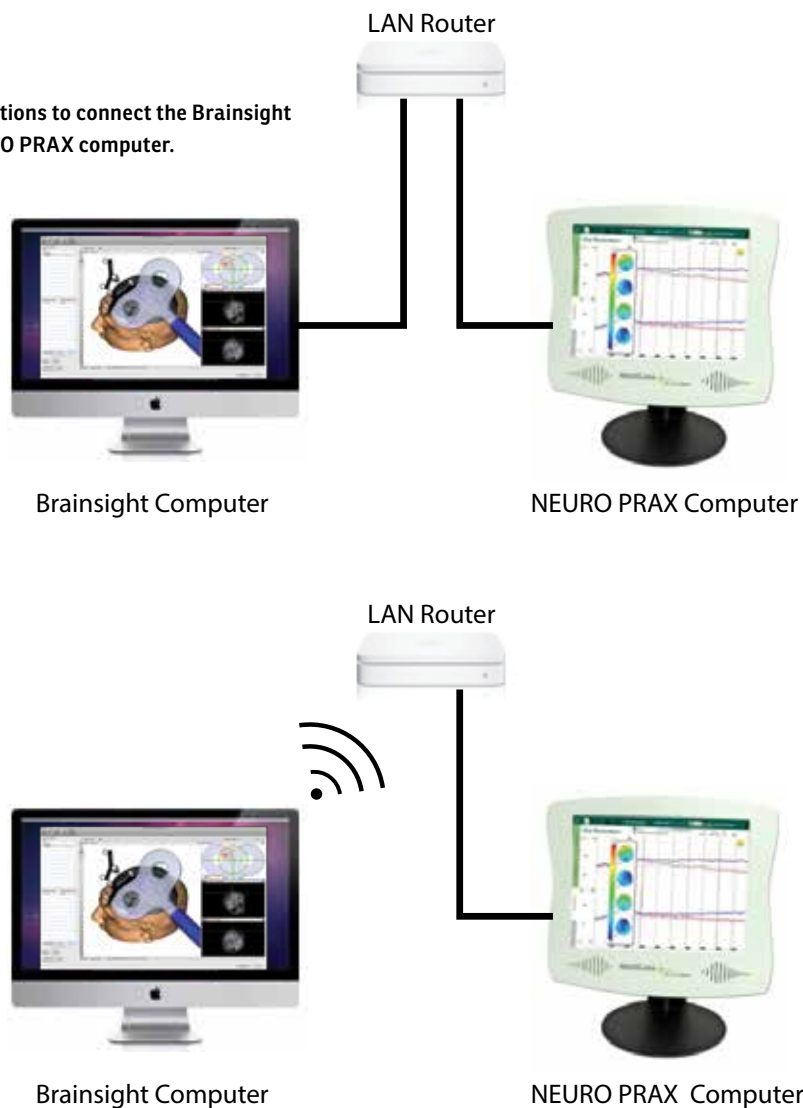 LAN Router
tions to connect the Brainsight
O PRAX computer.
Brainsight Computer
NEURO PRAX Computer
LAN Router
Brainsight Computer
NEURO PRAX Computer